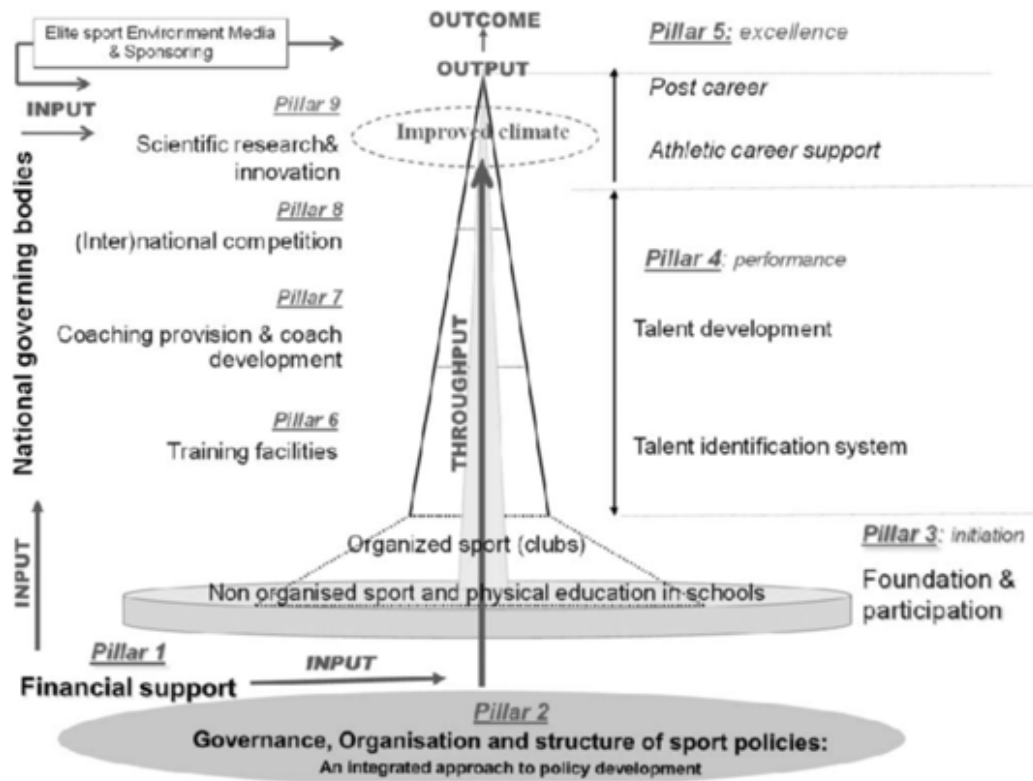 OUTCOME
Elite sport Environment Media
& Sponsoring
Pillar 5: excellence
OUTPUT
Post career
INPUT
Pillar 9
Improved climate
Scientific research&
innovation
Athletic career support
Pillar 8
(Inter)national competition
Pillar 4: performance
National governing bodies
Pillar 7
Coaching provision & coach
development
Talent development
THROUGHPUT
Pillar 6
Training facilities
Talent identification system
Organized sport (clubs)
Pillar 3: initiation
INPUT
Non organised sport and physical education in-schools
Foundation &
participation
Pillar 1
Financial support
INPUT
Pillar 2
Governance, Organisation and structure of sport policies:
An integrated approach to policy development